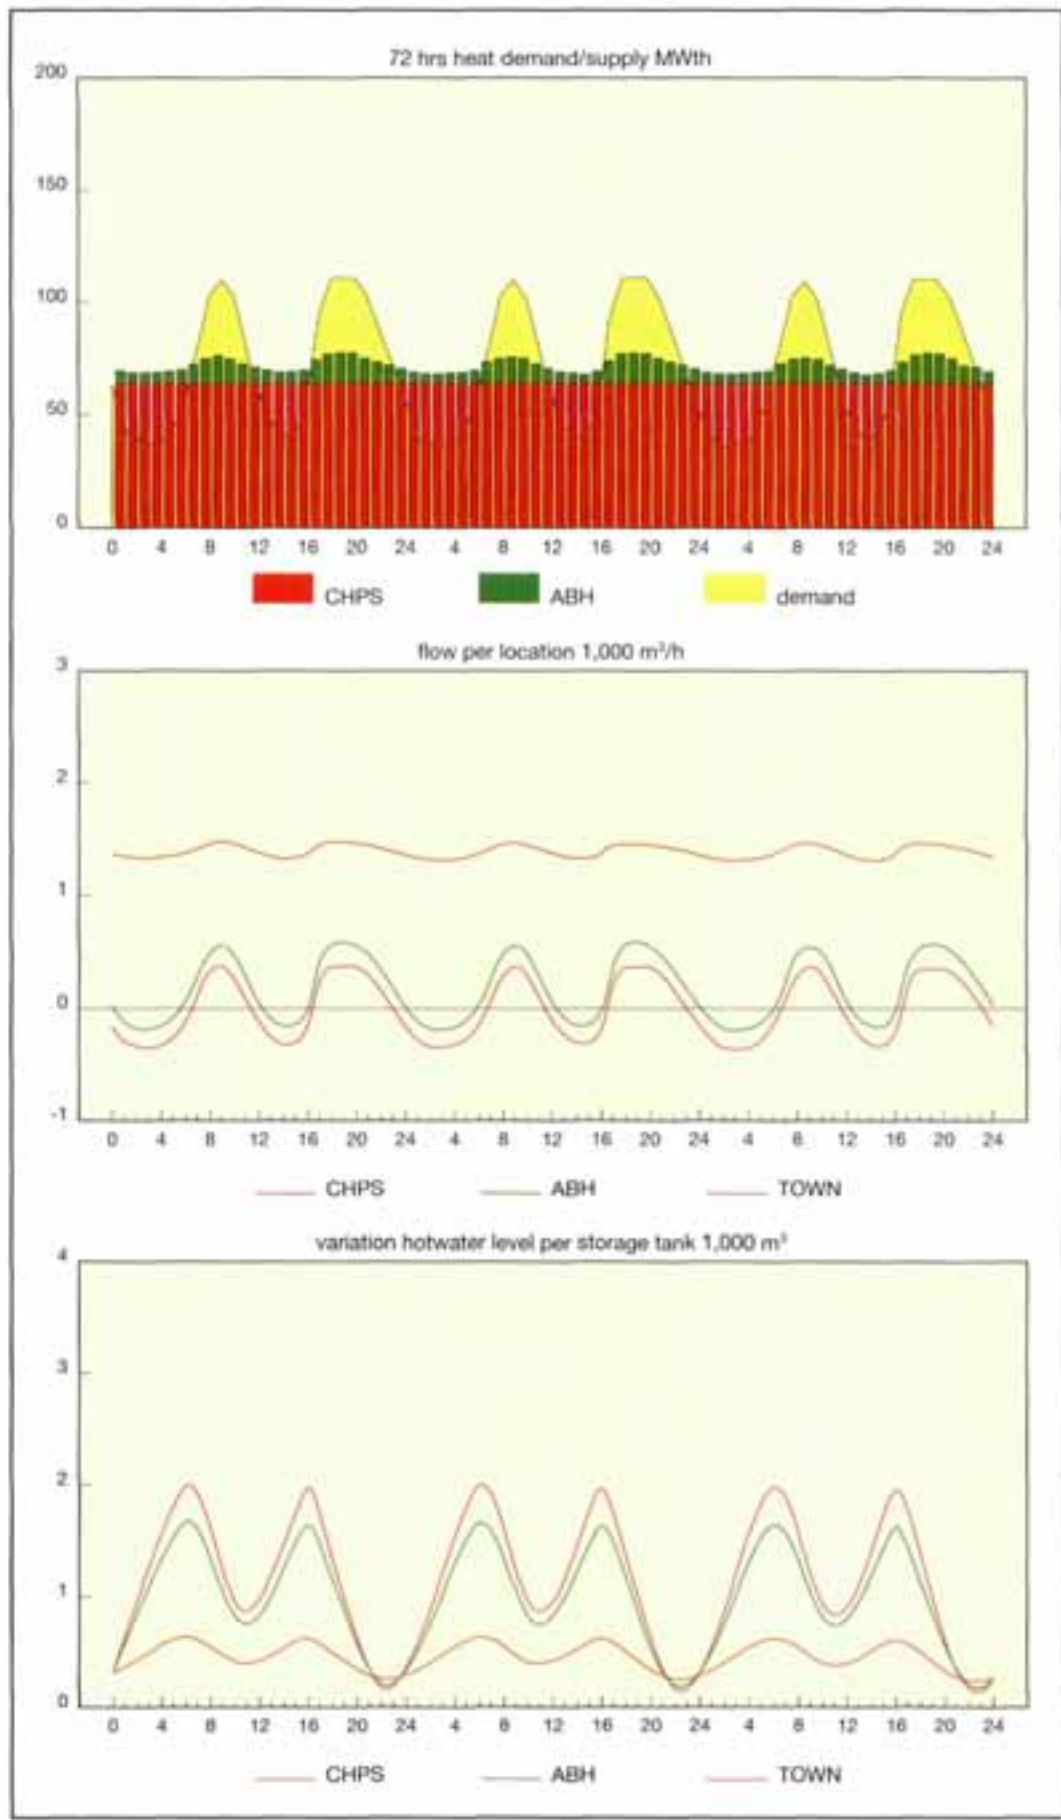 72 hrs heat demand/supply MWth
200
150
100
50
0
0 4 8 12 16 20 24 4 8 12 16 20 24 4 8 12 16 20 24
CHPS ABH demand
flow per location 1,000 m³/h
3
2
1
0
-1
0 4 8 12 16 20 24 4 8 12 16 20 24 4 8 12 16 20 24
CHPS ABH TOWN
variation hotwater level per storage tank 1,000 m³
4
3
2
1
0
0 4 8 12 16 20 24 4 8 12 16 20 24 4 8 12 16 20 24
CHPS ABH TOWN